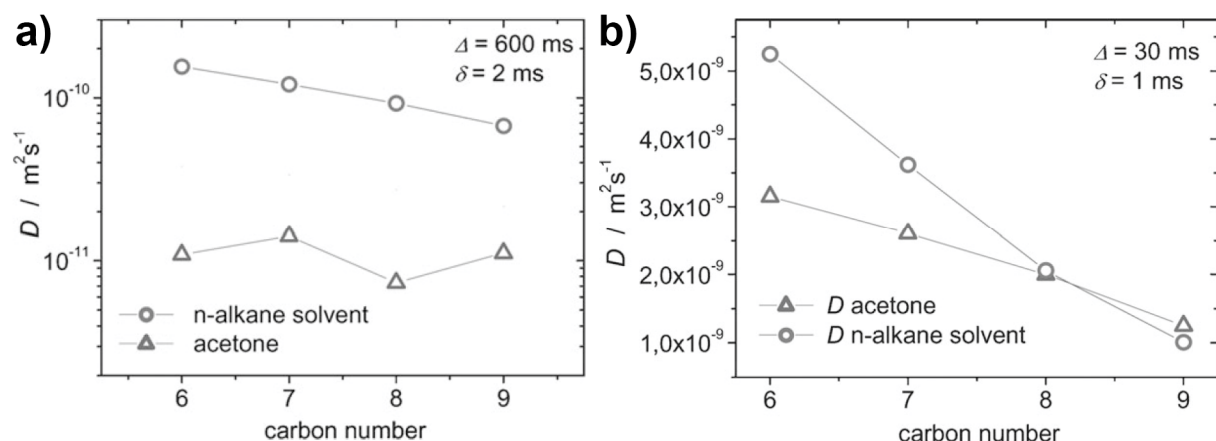 a)
Δ = 600 ms
δ = 2 ms
10⁻¹⁰
10⁻¹¹
D / m²s⁻¹
n-alkane solvent
acetone
6 7 8 9
carbon number
b)
Δ = 30 ms
δ = 1 ms
5,0x10⁻⁹
4,0x10⁻⁹
3,0x10⁻⁹
2,0x10⁻⁹
1,0x10⁻⁹
D / m²s⁻¹
D acetone
D n-alkane solvent
6 7 8 9
carbon number